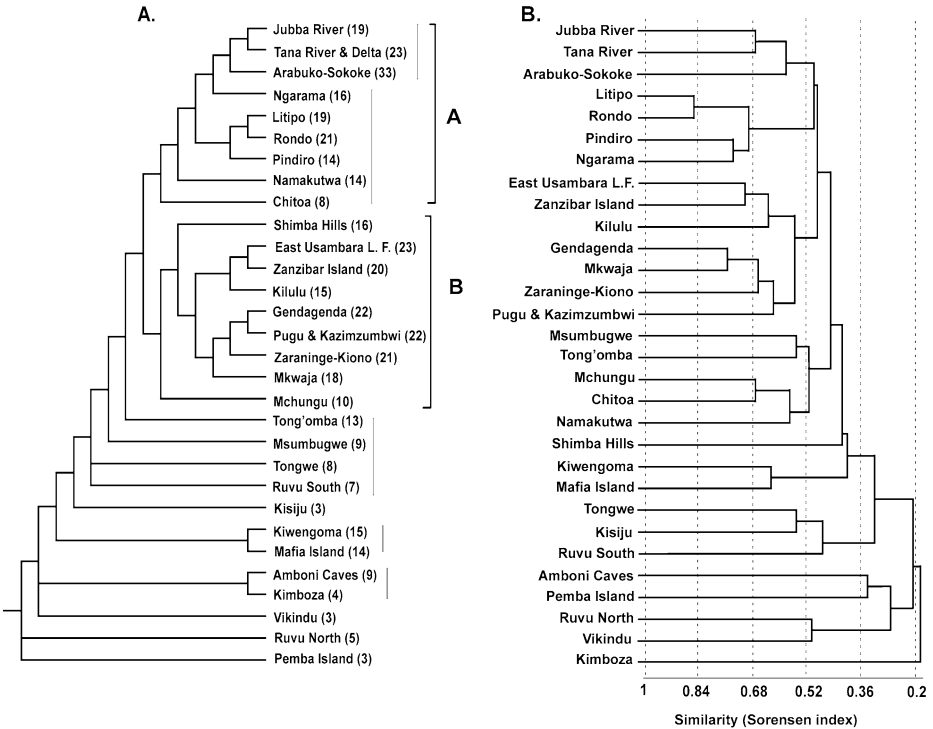 A.
Jubba River (19)
Tana River & Delta (23)
Arabuko-Sokoke (33)
Ngarama (16)
Litipo (19)
Rondo (21)
Pindiro (14)
Namakutwa (14)
Chitoa (8)
A
Shimba Hills (16)
East Usambara L. F. (23)
Zanzibar Island (20)
Kilulu (15)
Gendagenda (22)
Pugu & Kazimzumbwi (22)
Zaraninge-Kiono (21)
Mkwaja (18)
Mchungu (10)
B
Tong'omba (13)
Msumbugwe (9)
Tongwe (8)
Ruvu South (7)
Kisiju (3)
Kiwengoma (15)
Mafia Island (14)
Amboni Caves (9)
Kimboza (4)
Vikindu (3)
Ruvu North (5)
Pemba Island (3)
B.
Jubba River
Tana River
Arabuko-Sokoke
Litipo
Rondo
Pindiro
Ngarama
East Usambara L.F.
Zanzibar Island
Kilulu
Gendagenda
Mkwaja
Zaraninge-Kiono
Pugu & Kazimzumbwi
Msumbugwe
Tong'omba
Mchungu
Chitoa
Namakutwa
Shimba Hills
Kiwengoma
Mafia Island
Tongwe
Kisiju
Ruvu South
Amboni Caves
Pemba Island
Ruvu North
Vikindu
Kimboza
1 0.84 0.68 0.52 0.36 0.2
Similarity (Sorensen index)